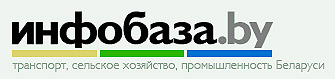 инфобаза.by
транспорт, сельское хозяйство, промышленность Беларуси